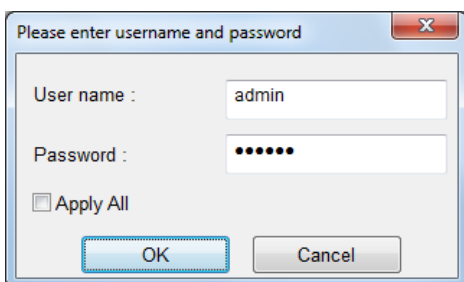 Please enter username and password
User name : admin
Password : ••••••
Apply All
OK Cancel